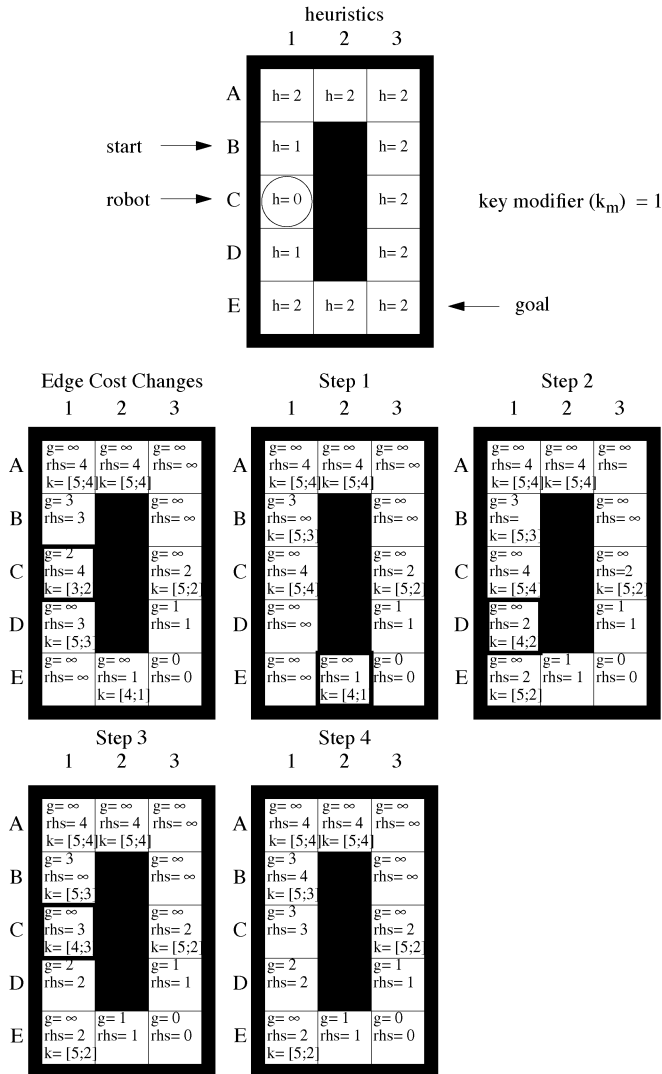 heuristics
1 2 3
A h= 2 h= 2 h= 2
start B h= 1 h= 2
robot C h= 0 h= 2 key modifier (km) = 1
D h= 1 h= 2
E h= 2 h= 2 h= 2 goal
Edge Cost Changes
1 2 3
A
g= ∞ g= ∞ g= ∞
rhs= 4 rhs= 4 rhs= ∞
k= [5;4] k= [5;4]
B
g= 3 g= ∞
rhs= 3 rhs= ∞
C
g= 2 g= ∞
rhs= 4 rhs= 2
k= [3;2 k= [5;2]
D
g= ∞ g= 1
rhs= 3 rhs= 1
k= [5;3]
E
g= ∞ g= ∞ g= 0
rhs= ∞ rhs= 1 rhs= 0
k= [4;1]
Step 1
1 2 3
A
g= ∞ g= ∞ g= ∞
rhs= 4 rhs= 4 rhs= ∞
k= [5;4] k= [5;4]
B
g= 3 g= ∞
rhs= ∞ rhs= ∞
k= [5;3]
C
g= ∞ g= ∞
rhs= 4 rhs= 2
k= [5;4] k= [5;2]
D
g= ∞ g= 1
rhs= ∞ rhs= 1
E
g= ∞ g= ∞ g= 0
rhs= ∞ rhs= 1 rhs= 0
k= [4;1
Step 2
1 2 3
A
g= ∞ g= ∞ g= ∞
rhs= 4 rhs= 4 rhs=
k= [5;4] k= [5;4]
B
g= 3 g= ∞
rhs= rhs= ∞
k= [5;3]
C
g= ∞ g= ∞
rhs= 4 rhs=2
k= [5;4] k= [5;2]
D
g= ∞ g= 1
rhs= 2 rhs= 1
k= [4;2
E
g= ∞ g= 1 g= 0
rhs= 2 rhs= 1 rhs= 0
k= [5;2]
Step 3
1 2 3
A
g= ∞ g= ∞ g= ∞
rhs= 4 rhs= 4 rhs= ∞
k= [5;4] k= [5;4]
B
g= 3 g= ∞
rhs= ∞ rhs= ∞
k= [5;3]
C
g= ∞ g= ∞
rhs= 3 rhs= 2
k= [4;3 k= [5;2]
D
g= 2 g= 1
rhs= 2 rhs= 1
E
g= ∞ g= 1 g= 0
rhs= 2 rhs= 1 rhs= 0
k= [5;2]
Step 4
1 2 3
A
g= ∞ g= ∞ g= ∞
rhs= 4 rhs= 4 rhs= ∞
k= [5;4] k= [5;4]
B
g= 3 g= ∞
rhs= 4 rhs= ∞
k= [5;3]
C
g= 3 g= ∞
rhs= 3 rhs= 2
k= [5;2]
D
g= 2 g= 1
rhs= 2 rhs= 1
E
g= ∞ g= 1 g= 0
rhs= 2 rhs= 1 rhs= 0
k= [5;2]